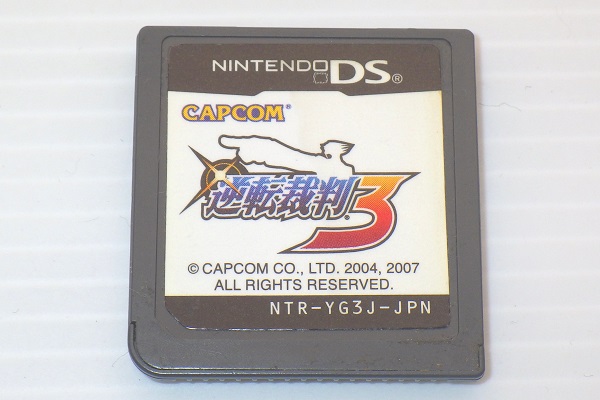 NINTENDO DS®
CAPCOM®
逆転裁判3
© CAPCOM CO., LTD. 2004, 2007
ALL RIGHTS RESERVED.
NTR-YG3J-JPN